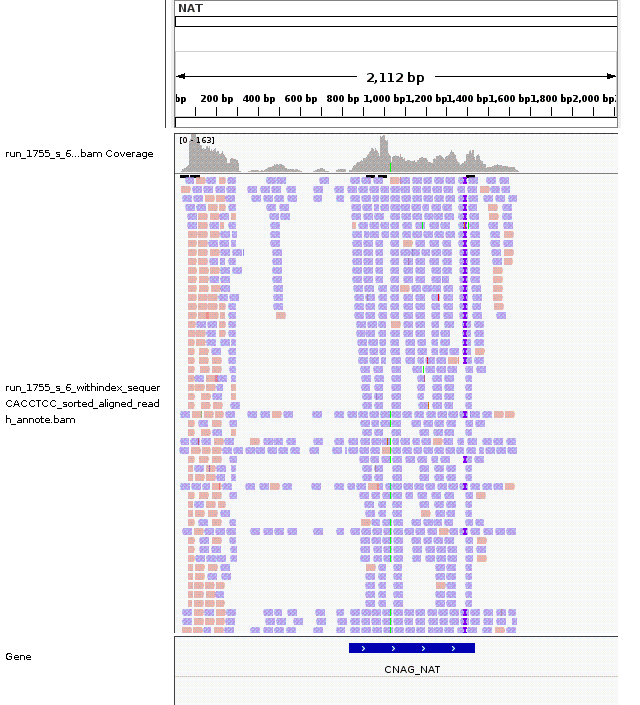 NAT
2,112 bp
bp 200 bp 400 bp 600 bp 800 bp 1,000 bp 1,200 bp 1,400 bp 1,600 bp 1,800 bp 2,000 bp
[0 - 163]
run_1755_s_6...bam Coverage
run_1755_s_6_withindex_sequer
CACCTCC_sorted_aligned_read
h_annote.bam
Gene
CNAG_NAT